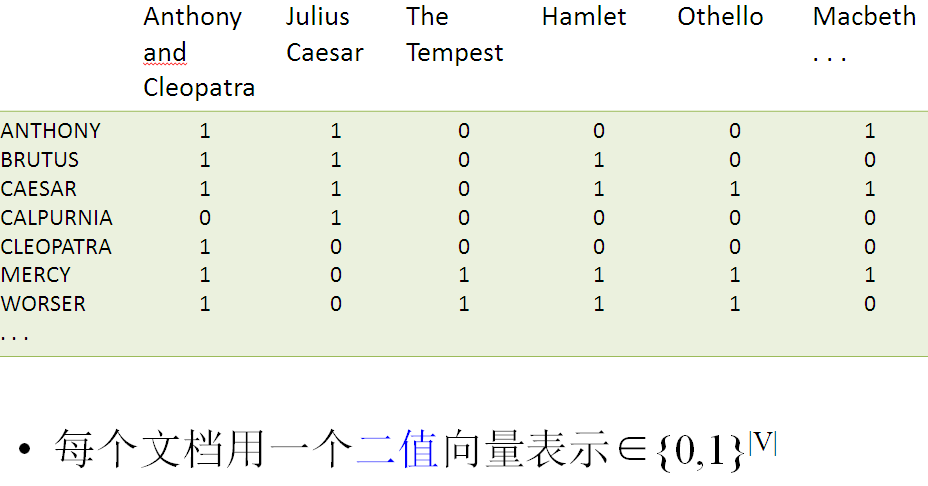 Anthony and Cleopatra Julius Caesar The Tempest Hamlet Othello Macbeth . . .
ANTHONY 1 1 0 0 0 1
BRUTUS 1 1 0 1 0 0
CAESAR 1 1 0 1 1 1
CALPURNIA 0 1 0 0 0 0
CLEOPATRA 1 0 0 0 0 0
MERCY 1 0 1 1 1 1
WORSER 1 0 1 1 1 0
. . .
• 每个文档用一个二值向量表示∈{0,1}|V|